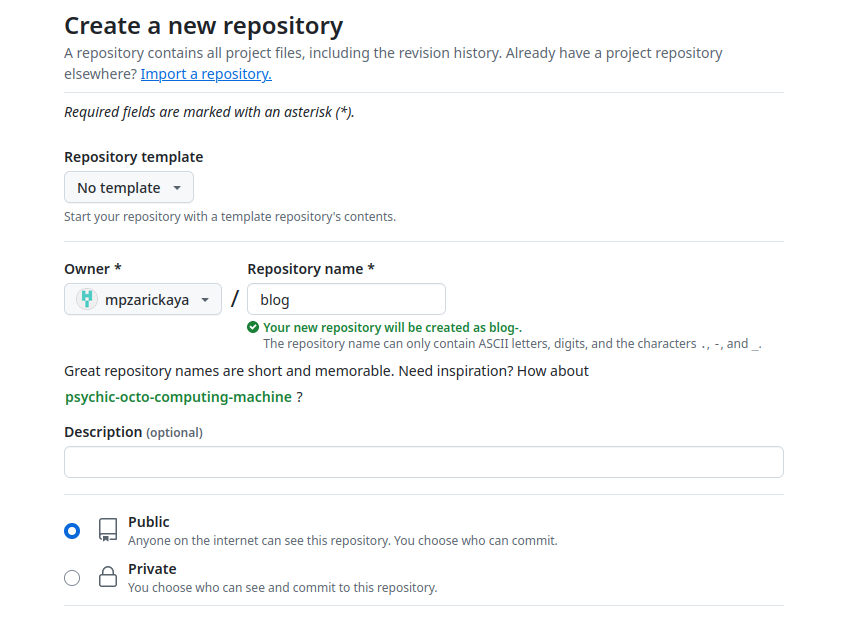 Create a new repository
A repository contains all project files, including the revision history. Already have a project repository
elsewhere? Import a repository.
Required fields are marked with an asterisk (*).
Repository template
No template
Start your repository with a template repository's contents.
Owner * Repository name *
mpzarickaya / blog
Your new repository will be created as blog-.
The repository name can only contain ASCII letters, digits, and the characters ., -, and _.
Great repository names are short and memorable. Need inspiration? How about
psychic-octo-computing-machine ?
Description (optional)
Public
Anyone on the internet can see this repository. You choose who can commit.
Private
You choose who can see and commit to this repository.